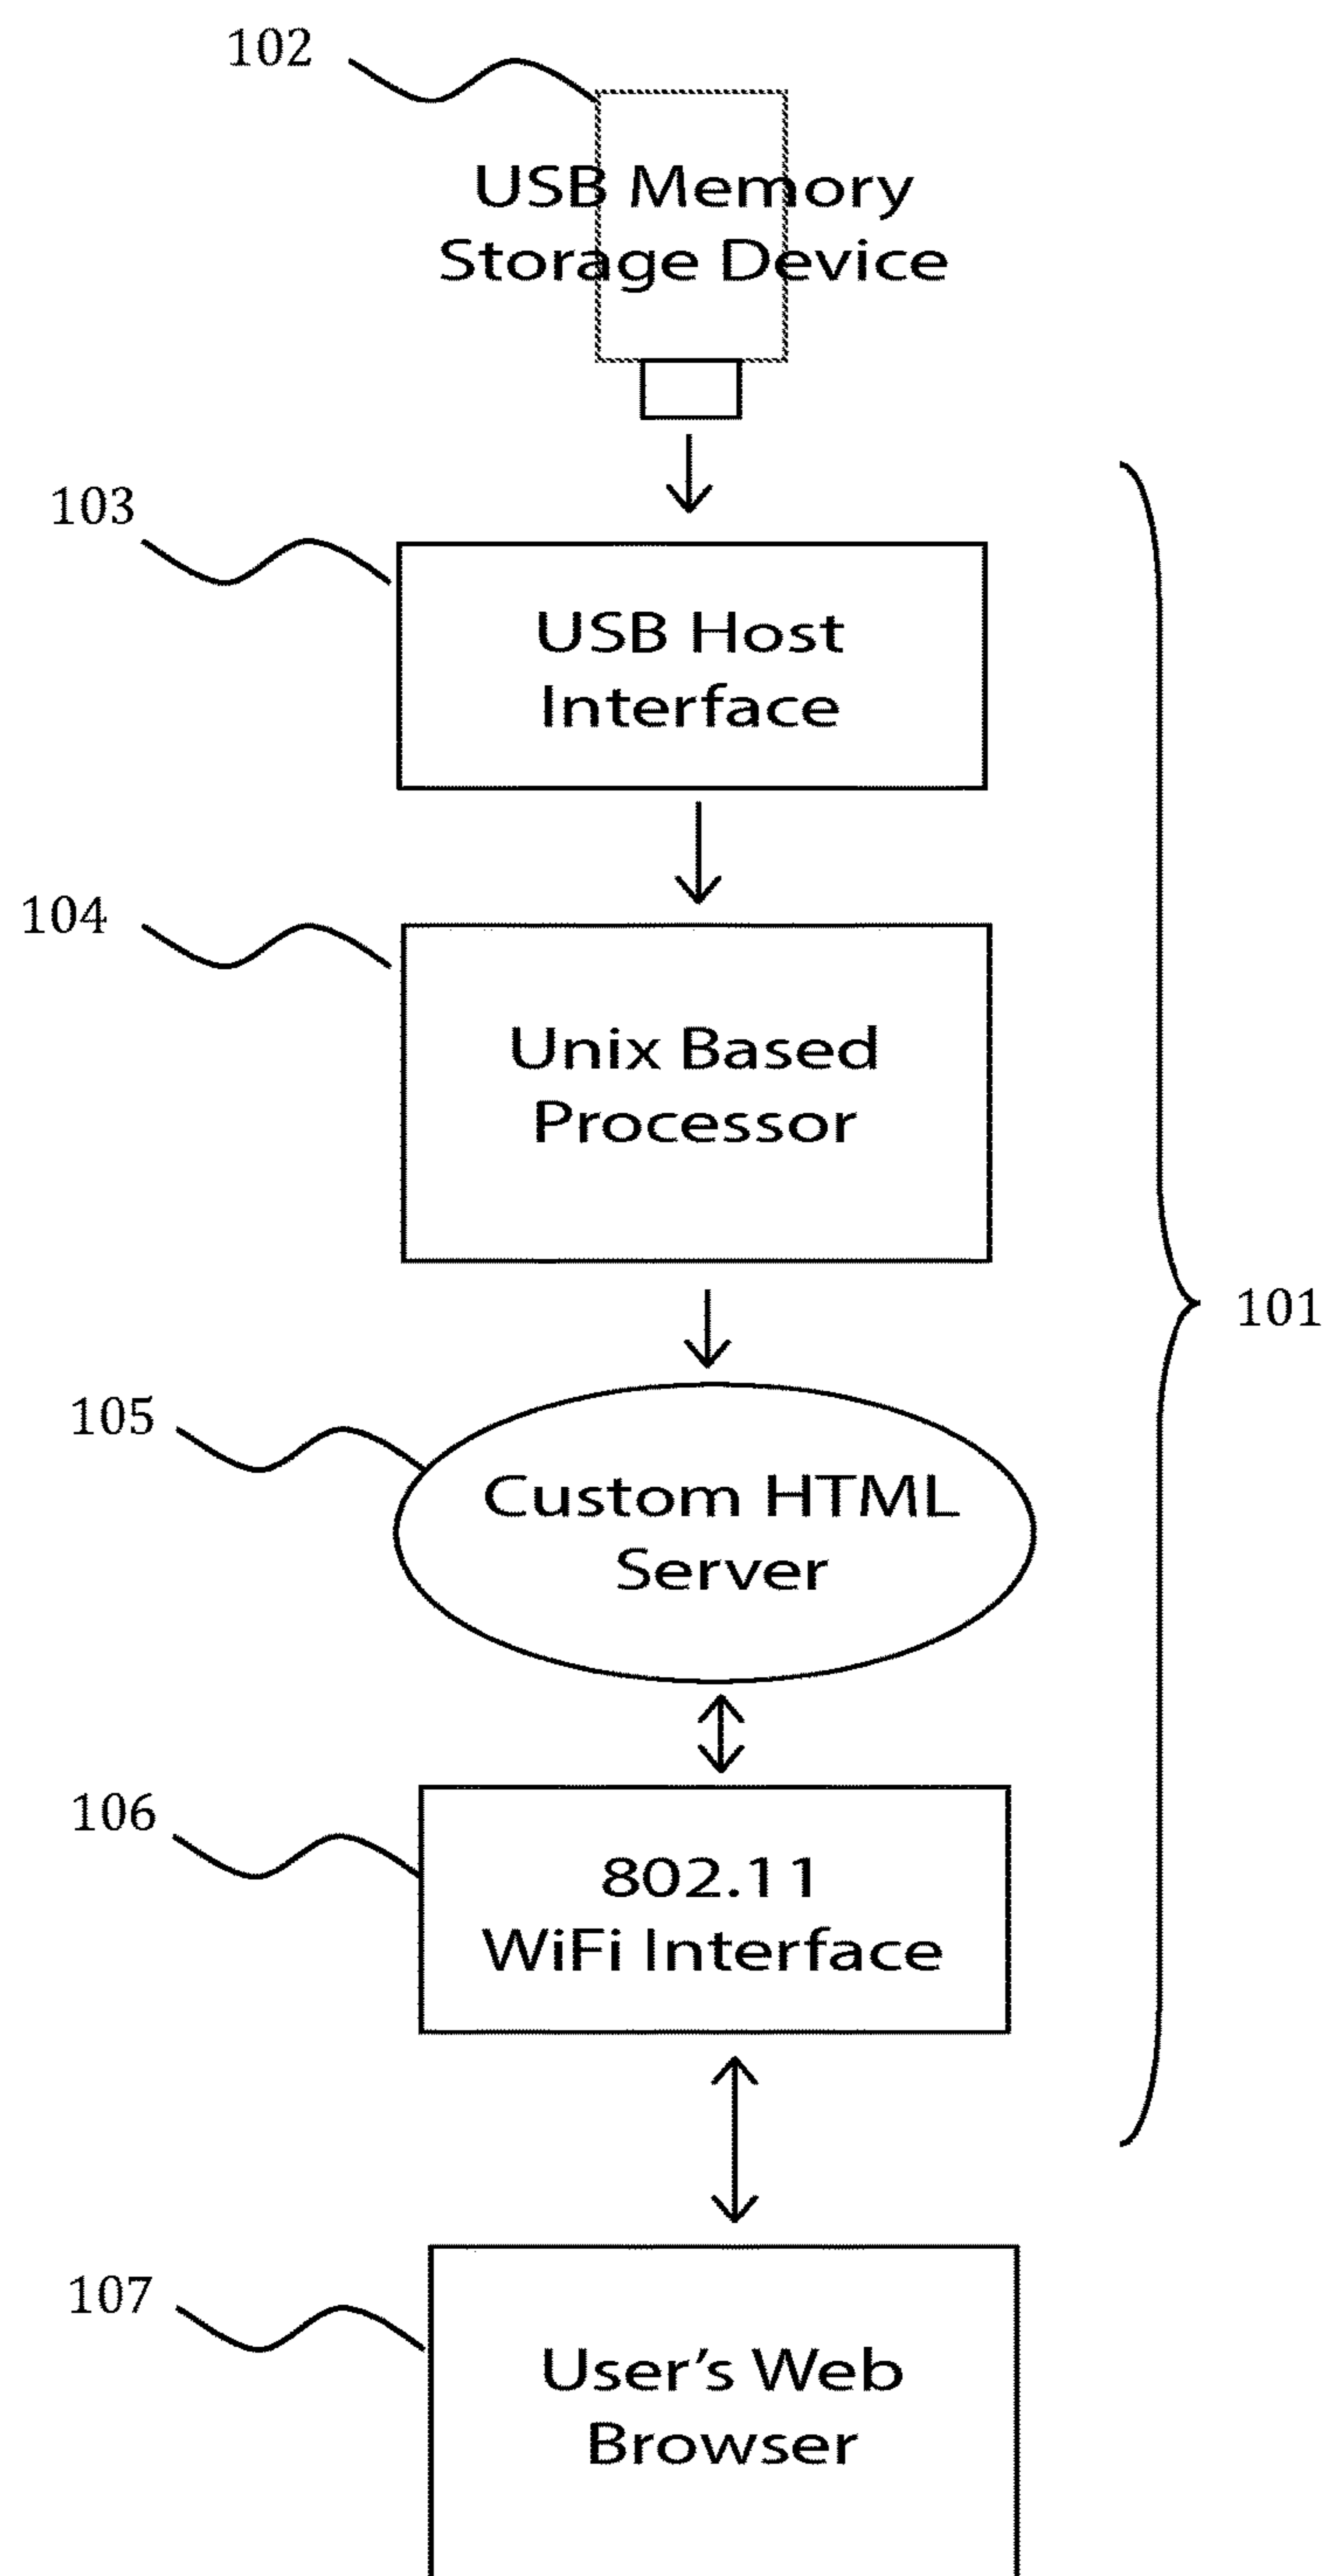 102
USB Memory
Storage Device
103
USB Host
Interface
104
Unix Based
Processor
101
105
Custom HTML
Server
106
802.11
WiFi Interface
107
User’s Web
Browser